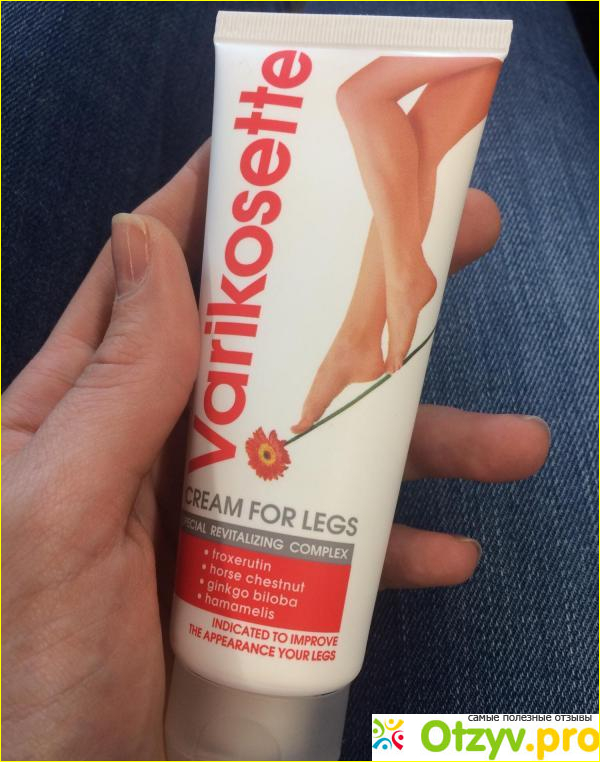 Varikosette
CREAM FOR LEGS
SPECIAL REVITALIZING COMPLEX
• troxerutin
• horse chestnut
• ginkgo biloba
• hamamelis
INDICATED TO IMPROVE
THE APPEARANCE YOUR LEGS
самые полезные отзывы
Otzyv.pro